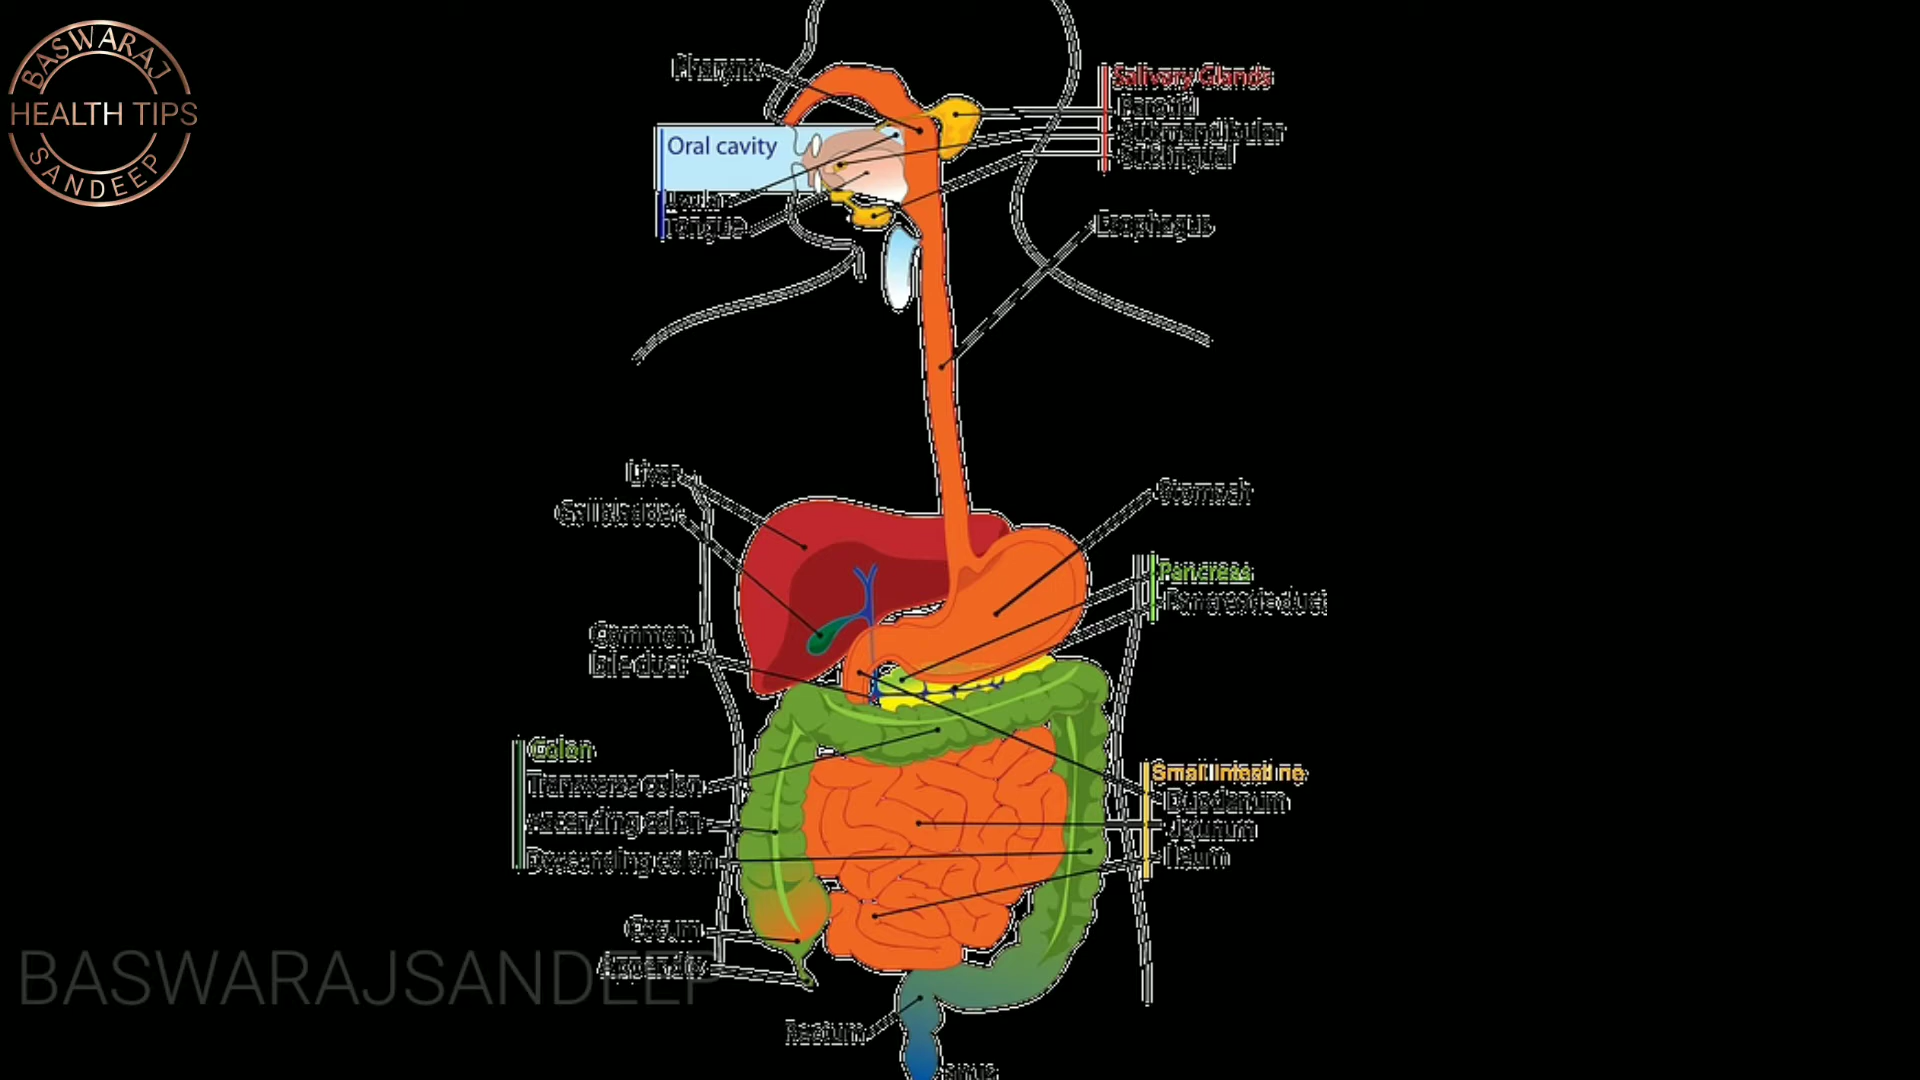 BASWARAJ
HEALTH TIPS
SANDEEP
Pharynx
Oral cavity
Tongue
Salivary Glands
Parotid
Submandibular
Sublingual
Esophagus
Liver
Gallbladder
Common
bile duct
Stomach
Pancreas
Pancreatic duct
Colon
Transverse colon
Ascending colon
Descending colon
Small intestine
Duodenum
Jejunum
Ileum
Cecum
Appendix
Rectum
BASWARAJSANDEEP